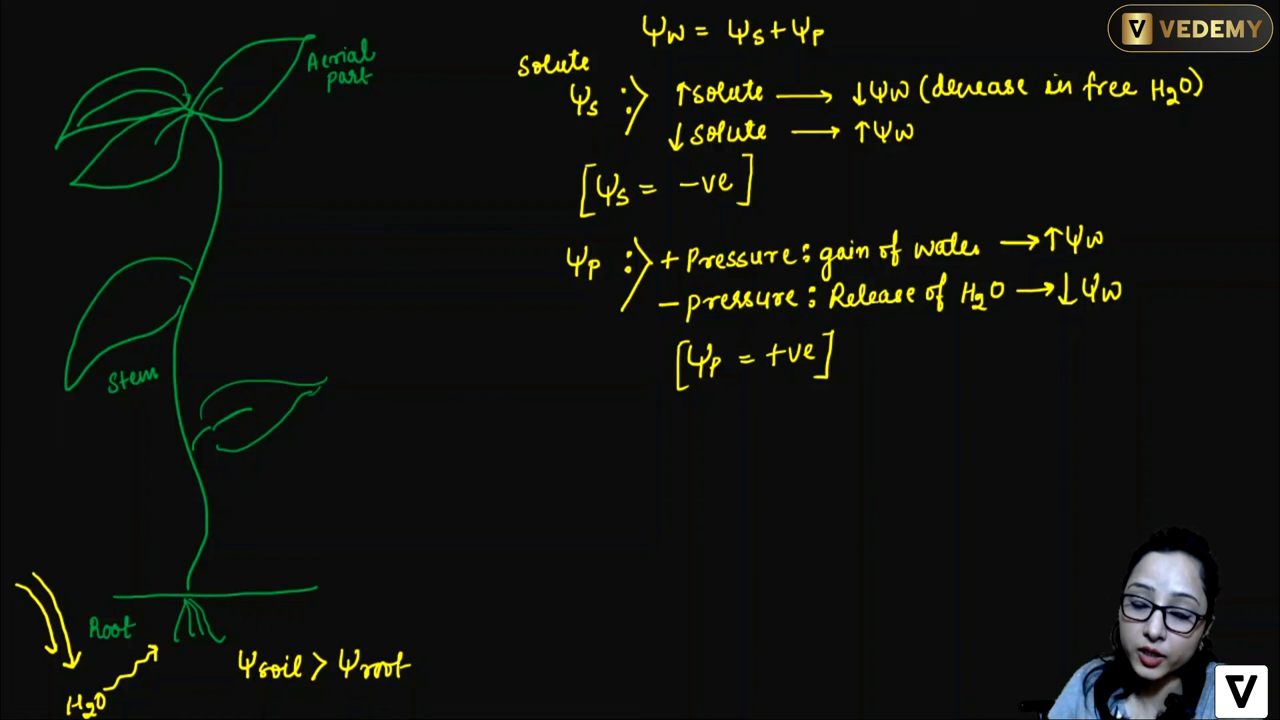 VEDEMY
Ψw = Ψs + Ψp
Solute
Ψs :> ↑solute → ↓Ψw (decrease in free H₂O)
↓ solute → ↑Ψw
[Ψs = -ve]
Ψp :> + Pressure : gain of water → ↑Ψw
- pressure : Release of H₂O → ↓Ψw
[Ψp = +ve]
Aerial
part
Stem
Root
H₂O
Ψsoil > Ψroot